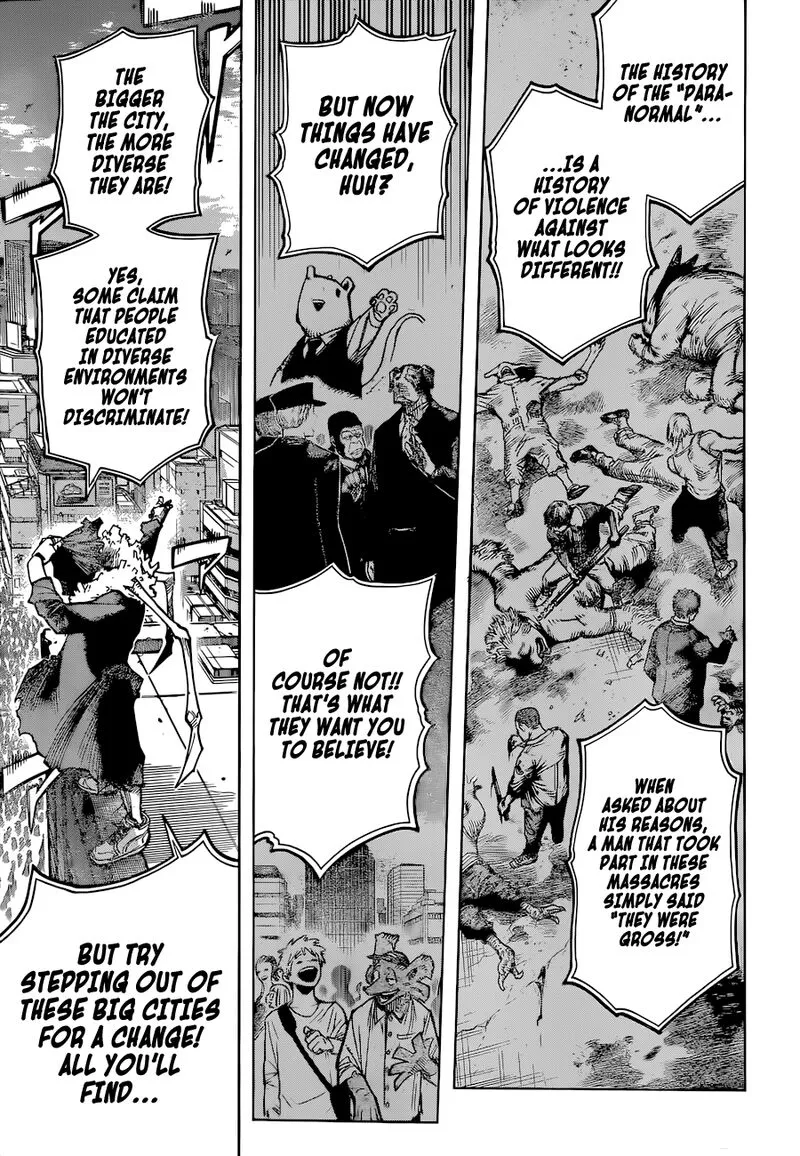 THE HISTORY
OF THE "PARA-
NORMAL"...
...IS A
HISTORY
OF VIOLENCE
AGAINST
WHAT LOOKS
DIFFERENT!!
WHEN
ASKED ABOUT
HIS REASONS,
A MAN THAT TOOK
PART IN THESE
MASSACRES
SIMPLY SAID
"THEY WERE
GROSS!"
BUT NOW
THINGS HAVE
CHANGED,
HUH?
OF
COURSE NOT!!
THAT'S WHAT
THEY WANT YOU
TO BELIEVE!
THE
BIGGER
THE CITY,
THE MORE
DIVERSE
THEY ARE!
YES,
SOME CLAIM
THAT PEOPLE
EDUCATED
IN DIVERSE
ENVIRONMENTS
WON'T
DISCRIMINATE!
BUT TRY
STEPPING OUT OF
THESE BIG CITIES
FOR A CHANGE!
ALL YOU'LL
FIND...